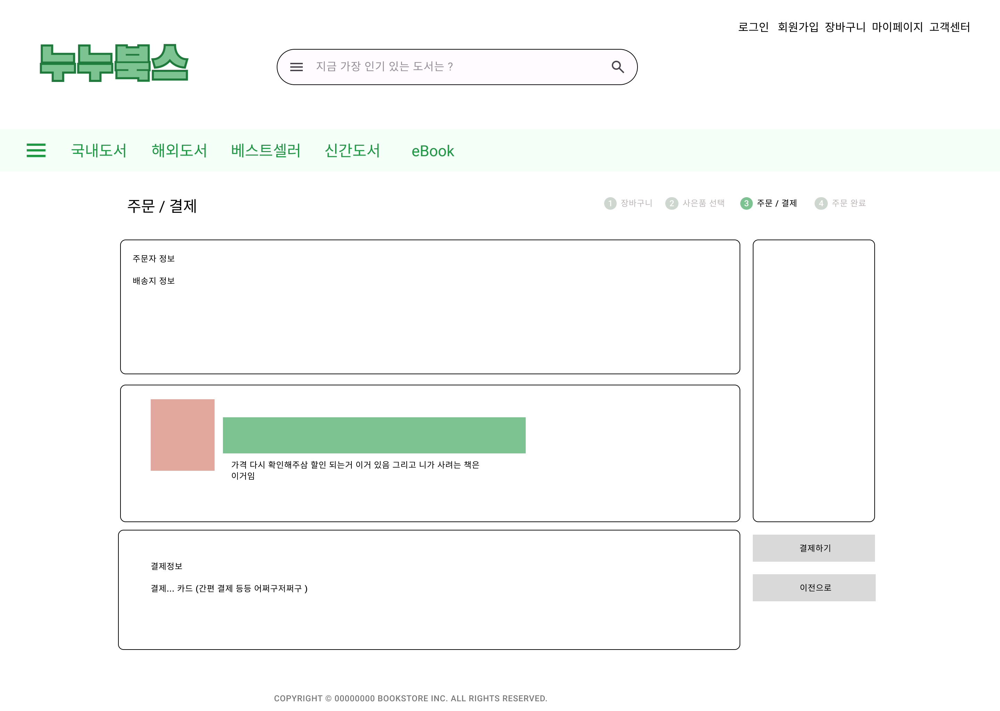 로그인 회원가입 장바구니 마이페이지 고객센터
누누북스
지금 가장 인기 있는 도서는 ?
국내도서 해외도서 베스트셀러 신간도서 eBook
주문 / 결제
1 장바구니 2 사은품 선택 3 주문 / 결제 4 주문 완료
주문자 정보
배송지 정보
가격 다시 확인해주삼 할인 되는거 이거 있음 그리고 니가 사려는 책은
이거임
결제하기
결제정보
이전으로
결제... 카드 (간편 결제 등등 어쩌구저쩌구 )
COPYRIGHT © 00000000 BOOKSTORE INC. ALL RIGHTS RESERVED.